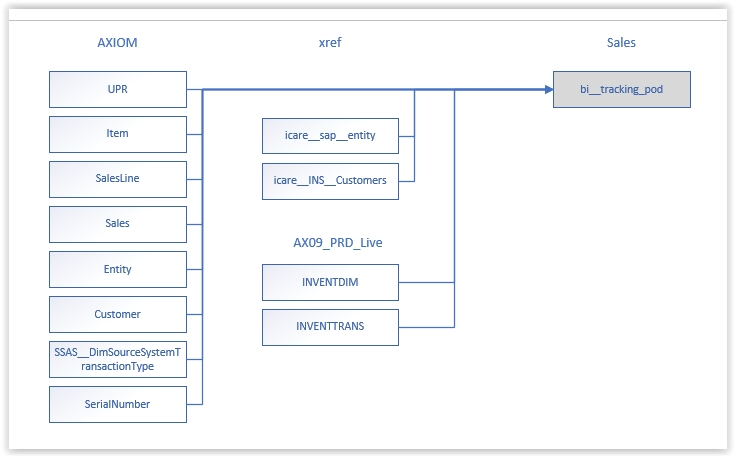 AXIOM
xref
Sales
UPR
bi__tracking_pod
Item
icare__sap__entity
SalesLine
icare__INS__Customers
Sales
AX09_PRD_Live
Entity
INVENTDIM
Customer
INVENTTRANS
SSAS__DimSourceSystemT
ransactionType
SerialNumber